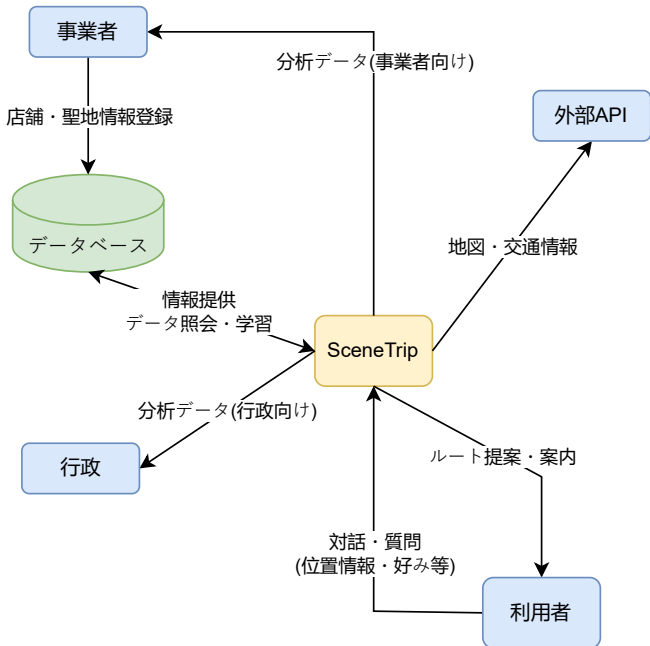 事業者
分析データ(事業者向け)
店舗・聖地情報登録
外部API
データベース
地図・交通情報
情報提供
データ照会・学習
SceneTrip
分析データ(行政向け)
行政
ルート提案・案内
対話・質問
(位置情報・好み等)
利用者